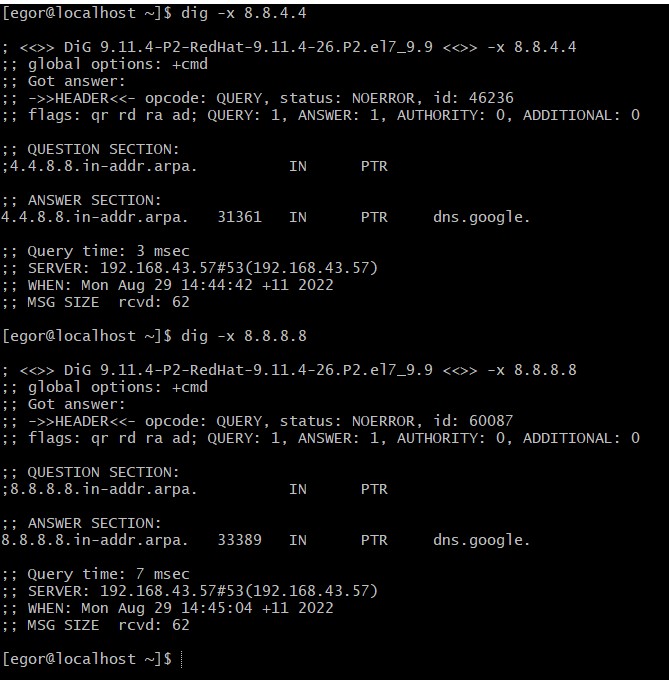 [egor@localhost ~]$ dig -x 8.8.4.4
; <<>> DiG 9.11.4-P2-RedHat-9.11.4-26.P2.el7_9.9 <<>> -x 8.8.4.4
;; global options: +cmd
;; Got answer:
;; ->>HEADER<<- opcode: QUERY, status: NOERROR, id: 46236
;; flags: qr rd ra ad; QUERY: 1, ANSWER: 1, AUTHORITY: 0, ADDITIONAL: 0
;; QUESTION SECTION:
;4.4.8.8.in-addr.arpa. IN PTR
;; ANSWER SECTION:
4.4.8.8.in-addr.arpa. 31361 IN PTR dns.google.
;; Query time: 3 msec
;; SERVER: 192.168.43.57#53(192.168.43.57)
;; WHEN: Mon Aug 29 14:44:42 +11 2022
;; MSG SIZE rcvd: 62
[egor@localhost ~]$ dig -x 8.8.8.8
; <<>> DiG 9.11.4-P2-RedHat-9.11.4-26.P2.el7_9.9 <<>> -x 8.8.8.8
;; global options: +cmd
;; Got answer:
;; ->>HEADER<<- opcode: QUERY, status: NOERROR, id: 60087
;; flags: qr rd ra ad; QUERY: 1, ANSWER: 1, AUTHORITY: 0, ADDITIONAL: 0
;; QUESTION SECTION:
;8.8.8.8.in-addr.arpa. IN PTR
;; ANSWER SECTION:
8.8.8.8.in-addr.arpa. 33389 IN PTR dns.google.
;; Query time: 7 msec
;; SERVER: 192.168.43.57#53(192.168.43.57)
;; WHEN: Mon Aug 29 14:45:04 +11 2022
;; MSG SIZE rcvd: 62
[egor@localhost ~]$